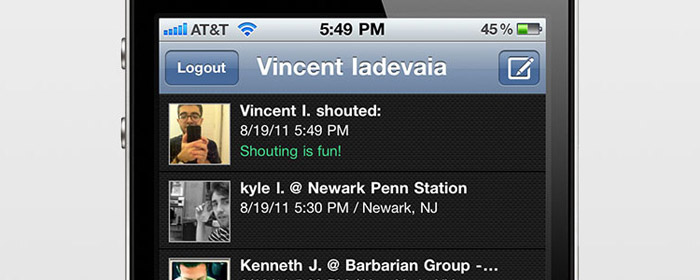 AT&T 5:49 PM 45%
Logout Vincent Iadevaia
Vincent I. shouted:
8/19/11 5:49 PM
Shouting is fun!
kyle I. @ Newark Penn Station
8/19/11 5:30 PM / Newark, NJ
Kenneth J. @ Barbarian Group -...